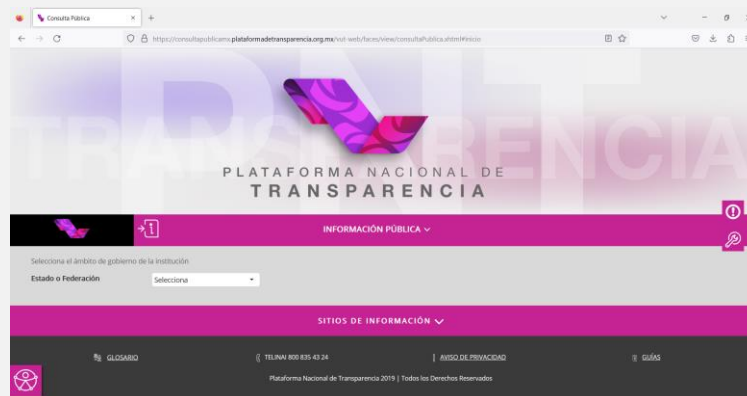 Consulta Pública
https://consultapublicamx.plataformadetransparencia.org.mx/vut-web/faces/view/consultaPublica.xhtml#inicio
PNT
TRANSPARENCIA
PLATAFORMA NACIONAL DE
TRANSPARENCIA
INFORMACIÓN PÚBLICA
Selecciona el ámbito de gobierno de la institución
Estado o Federación Selecciona
SITIOS DE INFORMACIÓN
GLOSARIO TELINAI 800 835 43 24 AVISO DE PRIVACIDAD GUÍAS
Plataforma Nacional de Transparencia 2019 | Todos los Derechos Reservados